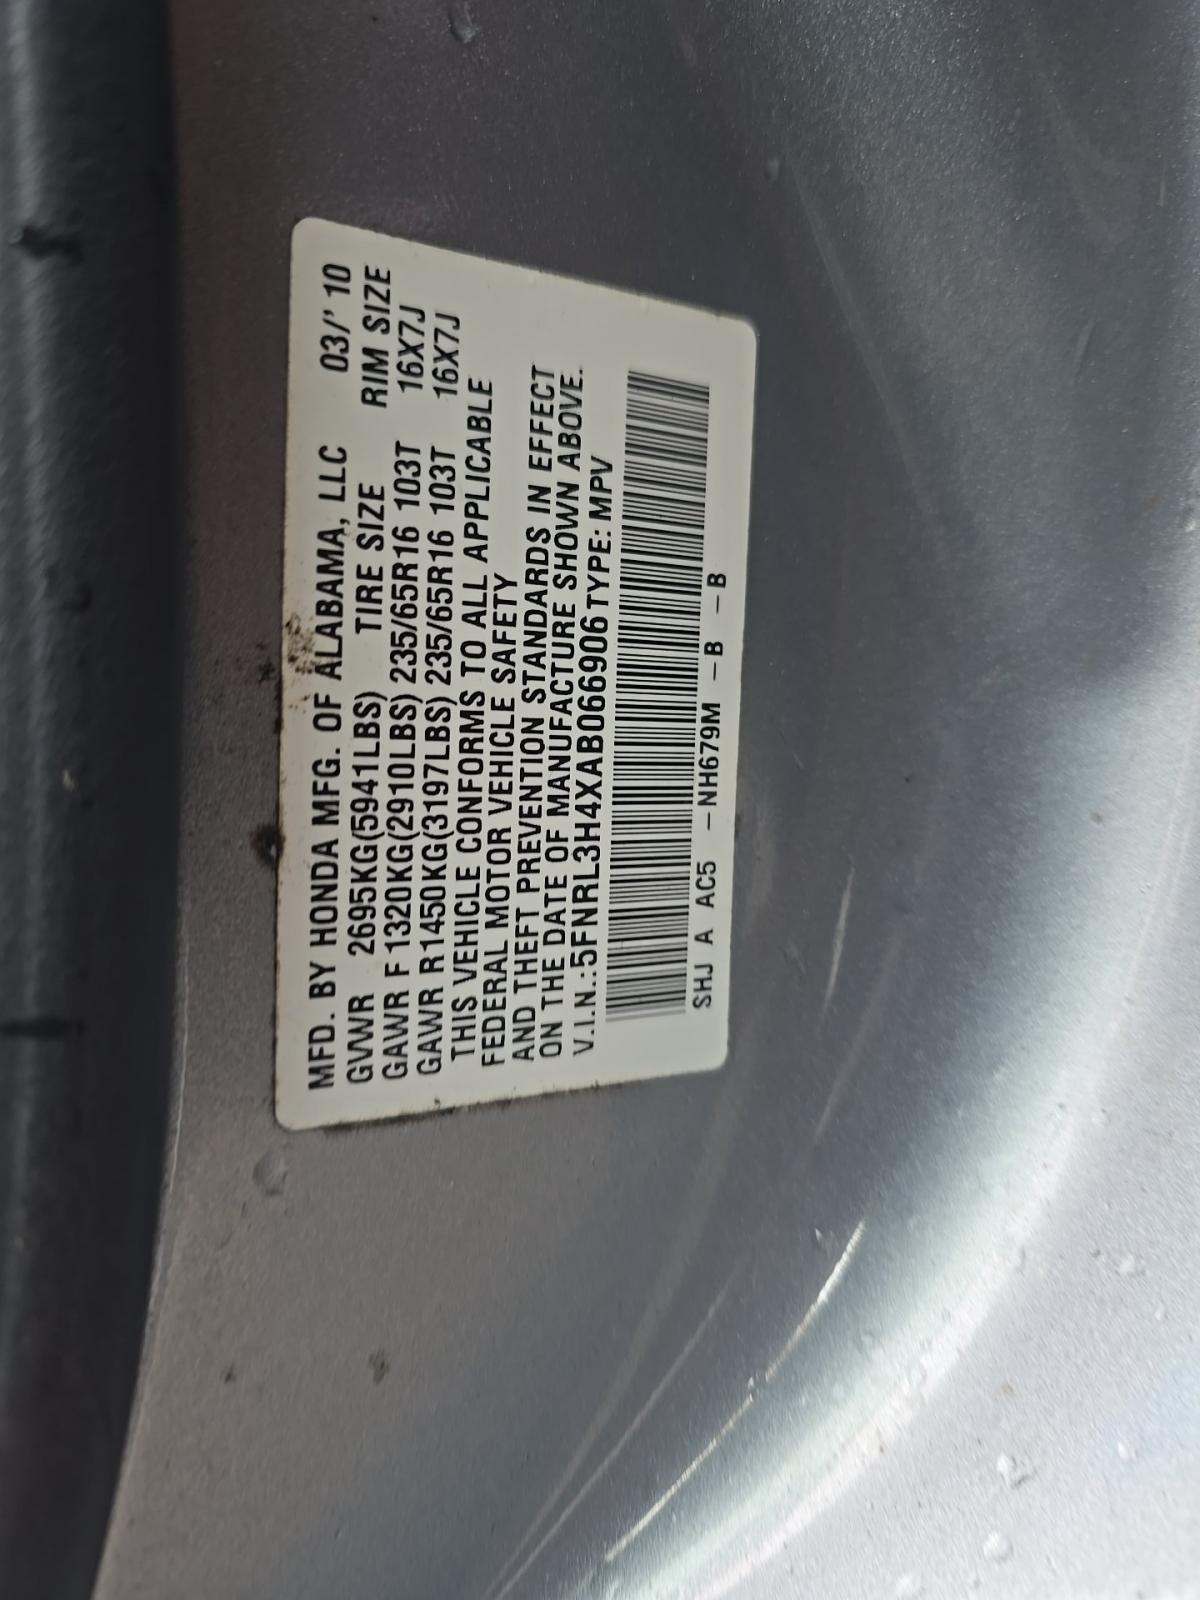 MFD. BY HONDA MFG. OF ALABAMA, LLC 03/' 10
GVWR 2695KG(5941LBS) TIRE SIZE RIM SIZE
GAWR F 1320KG(2910LBS) 235/65R16 103T 16X7J
GAWR R1450KG(3197LBS) 235/65R16 103T 16X7J
THIS VEHICLE CONFORMS TO ALL APPLICABLE
FEDERAL MOTOR VEHICLE SAFETY
AND THEFT PREVENTION STANDARDS IN EFFECT
ON THE DATE OF MANUFACTURE SHOWN ABOVE.
V.I.N.:5FNRL3H4XAB066906 TYPE: MPV
SHJ A AC5 -NH679M -B -B